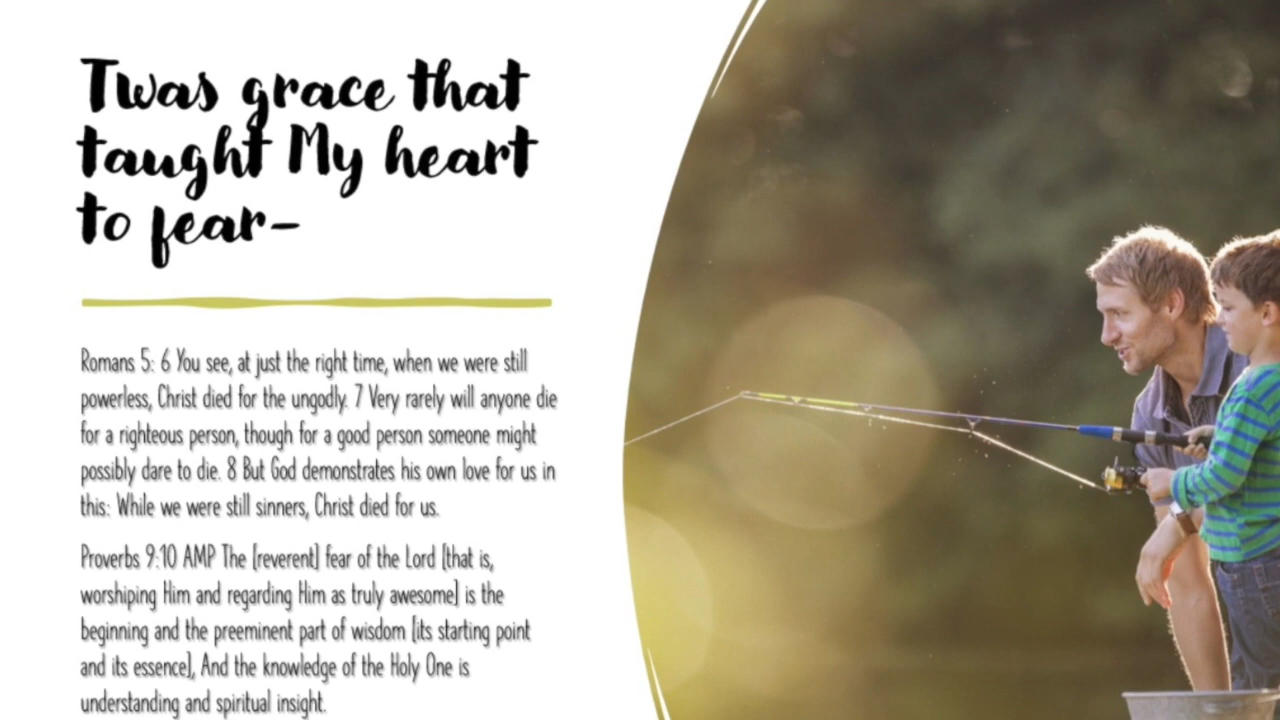 Twas grace that
taught My heart
to fear-
Romans 5: 6 You see, at just the right time, when we were still
powerless, Christ died for the ungodly. 7 Very rarely will anyone die
for a righteous person, though for a good person someone might
possibly dare to die. 8 But God demonstrates his own love for us in
this: While we were still sinners, Christ died for us.
Proverbs 9:10 AMP The [reverent] fear of the Lord [that is,
worshiping Him and regarding Him as truly awesome] is the
beginning and the preeminent part of wisdom [its starting point
and its essence], And the knowledge of the Holy One is
understanding and spiritual insight.